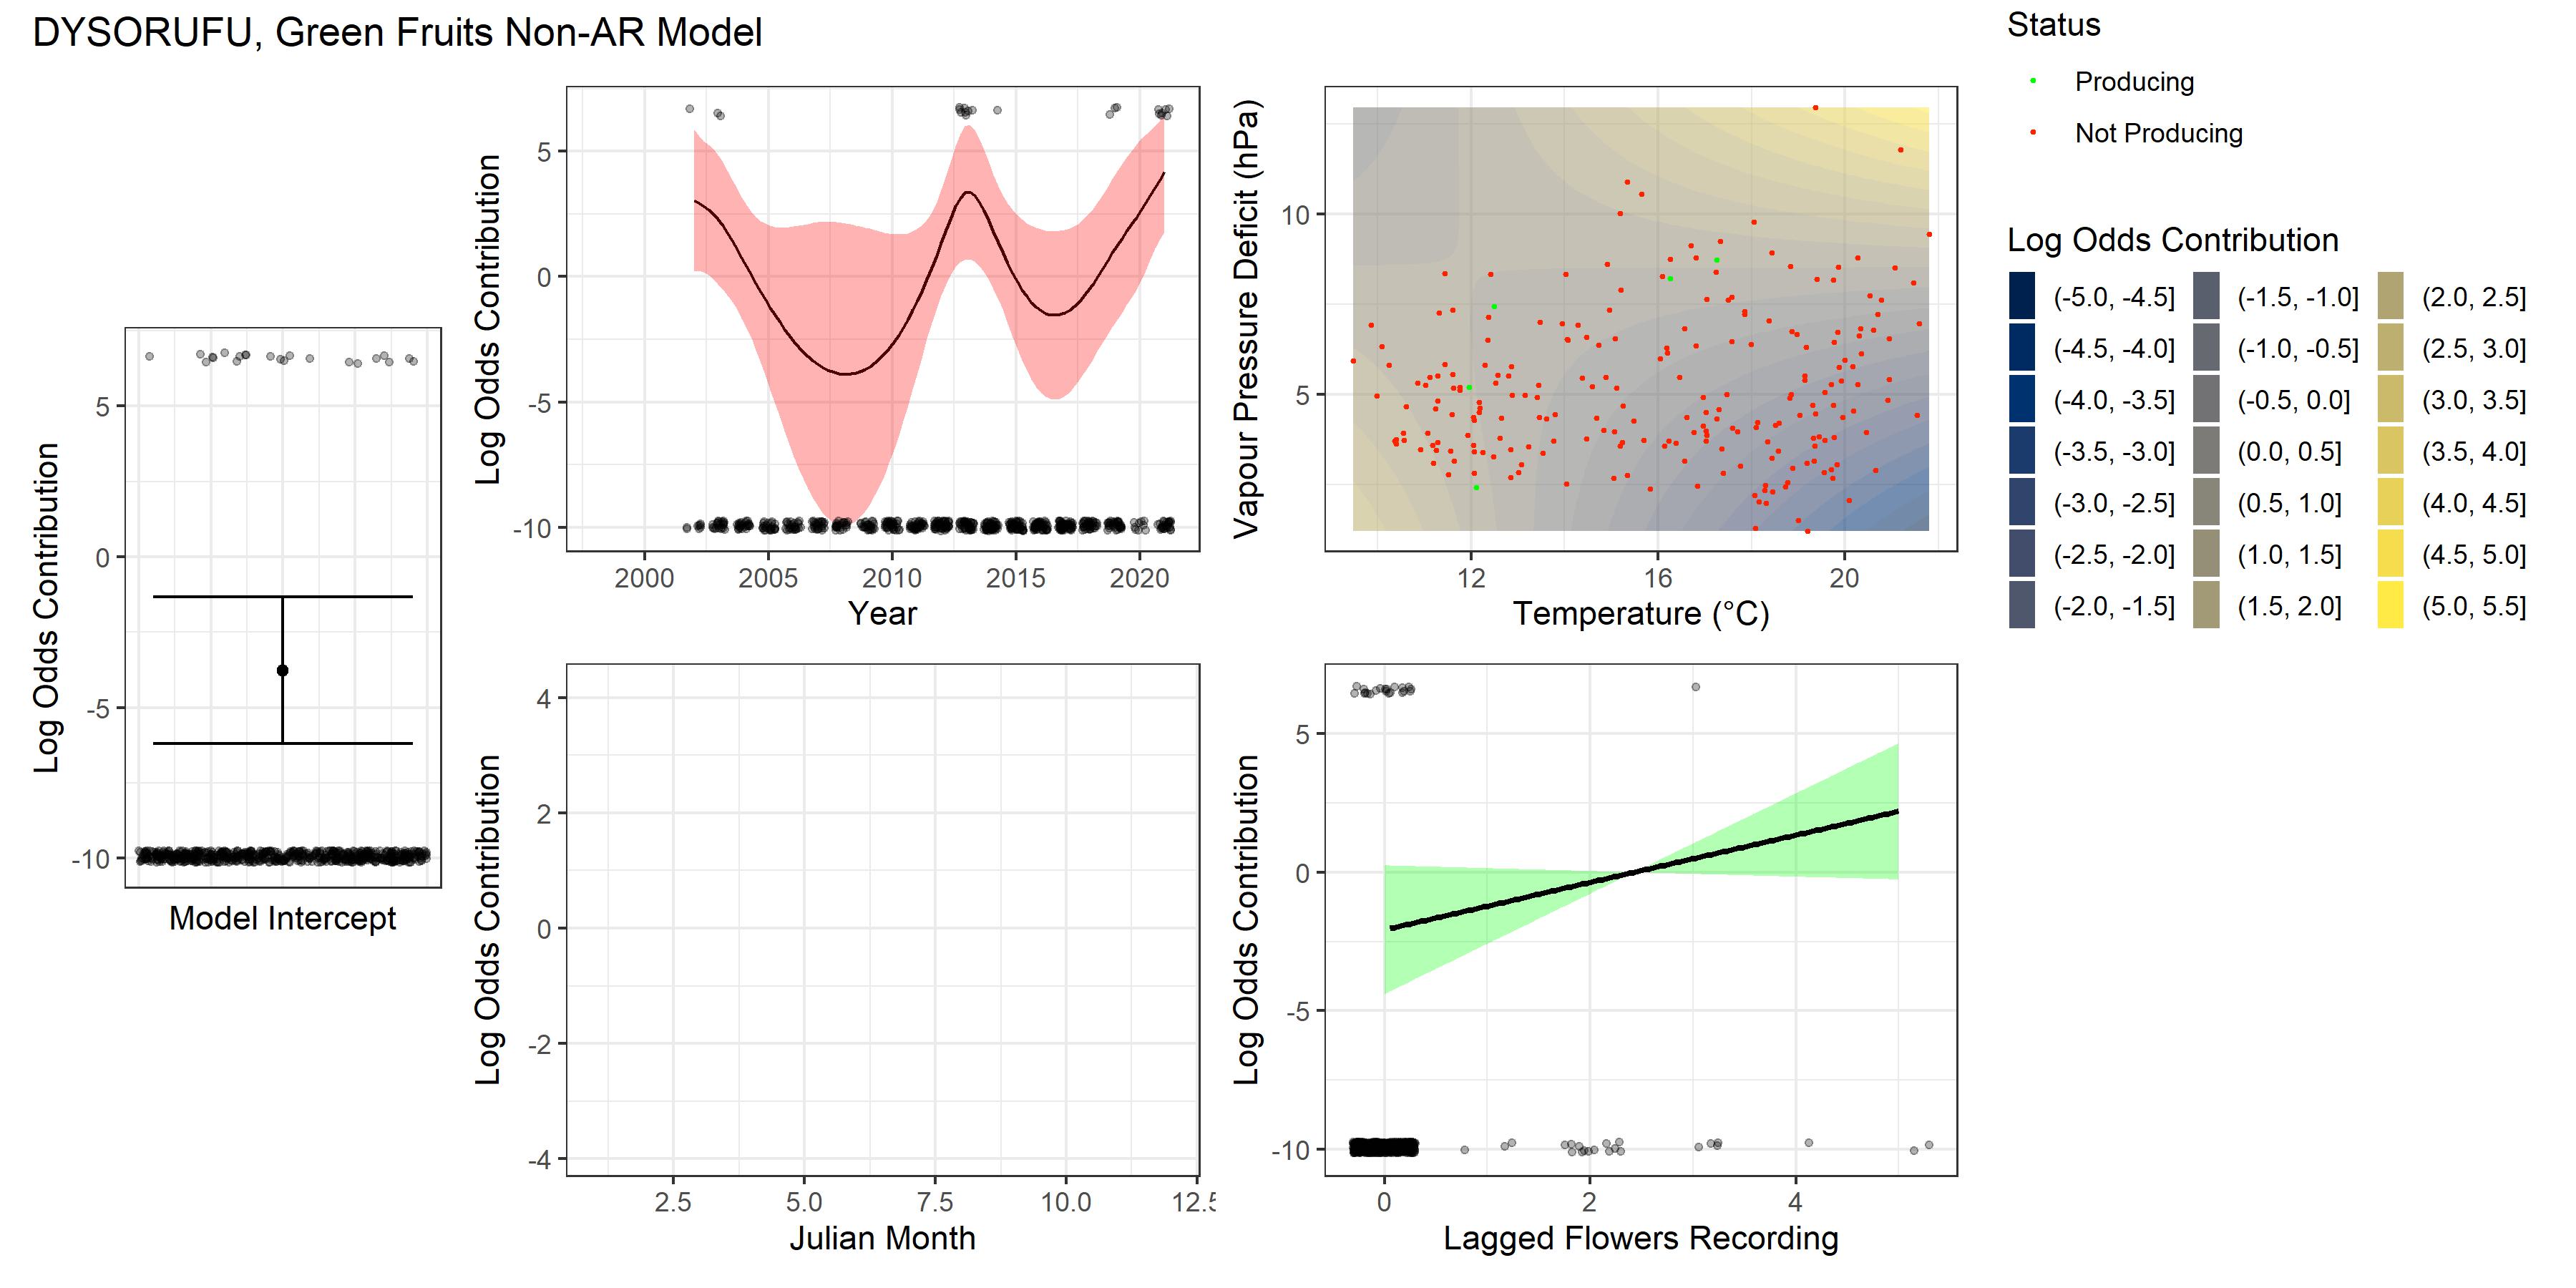 DYSORUFU, Green Fruits Non-AR Model
Log Odds Contribution
5
0
-5
-10
Model Intercept
Log Odds Contribution
5
0
-5
-10
2000 2005 2010 2015 2020
Year
Vapour Pressure Deficit (hPa)
10
5
12 16 20
Temperature (°C)
Status
Producing
Not Producing
Log Odds Contribution
(-5.0, -4.5] (-1.5, -1.0] (2.0, 2.5]
(-4.5, -4.0] (-1.0, -0.5] (2.5, 3.0]
(-4.0, -3.5] (-0.5, 0.0] (3.0, 3.5]
(-3.5, -3.0] (0.0, 0.5] (3.5, 4.0]
(-3.0, -2.5] (0.5, 1.0] (4.0, 4.5]
(-2.5, -2.0] (1.0, 1.5] (4.5, 5.0]
(-2.0, -1.5] (1.5, 2.0] (5.0, 5.5]
Log Odds Contribution
4
2
0
-2
-4
2.5 5.0 7.5 10.0 12.5
Julian Month
Log Odds Contribution
5
0
-5
-10
0 2 4
Lagged Flowers Recording